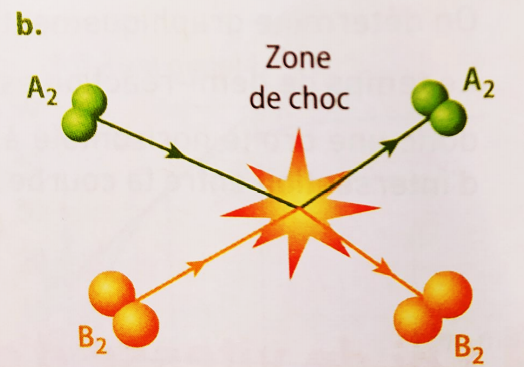 b.
Zone
de choc
A₂
A₂
B₂
B₂